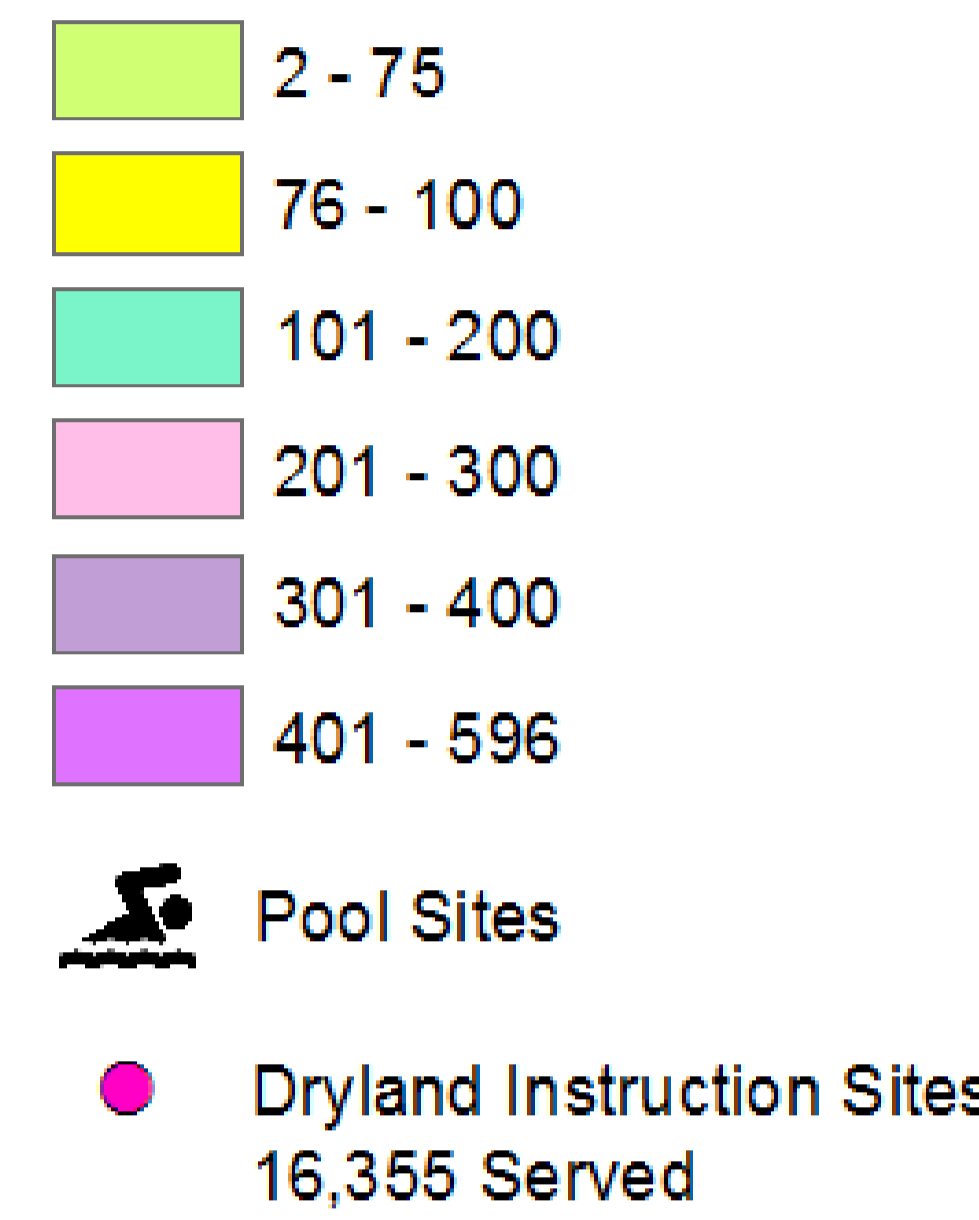 2 - 75
76 - 100
101 - 200
201 - 300
301 - 400
401 - 596
Pool Sites
Dryland Instruction Sites
16,355 Served